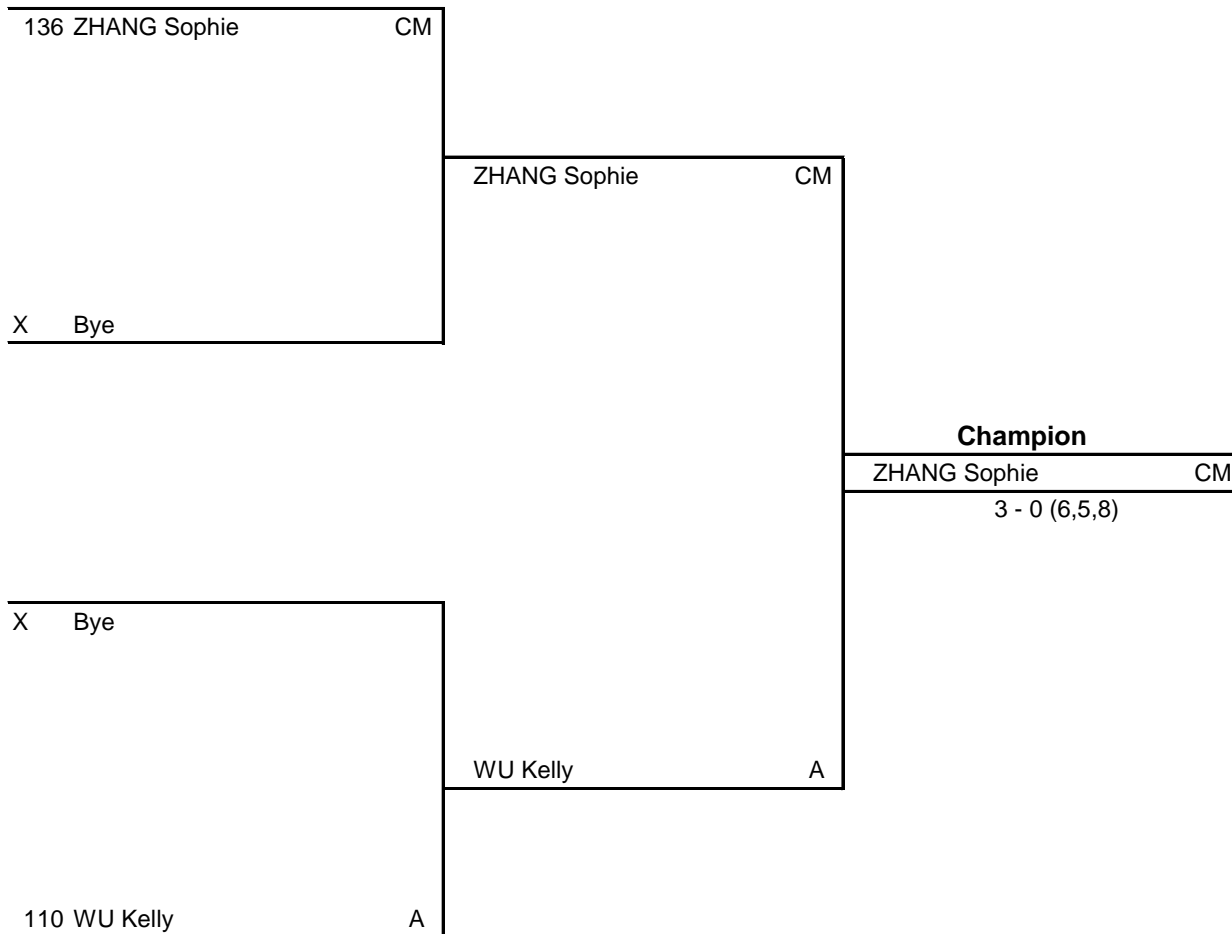 136 ZHANG Sophie CM
ZHANG Sophie CM
X Bye
Champion
ZHANG Sophie CM
3 - 0 (6,5,8)
X Bye
WU Kelly A
110 WU Kelly A